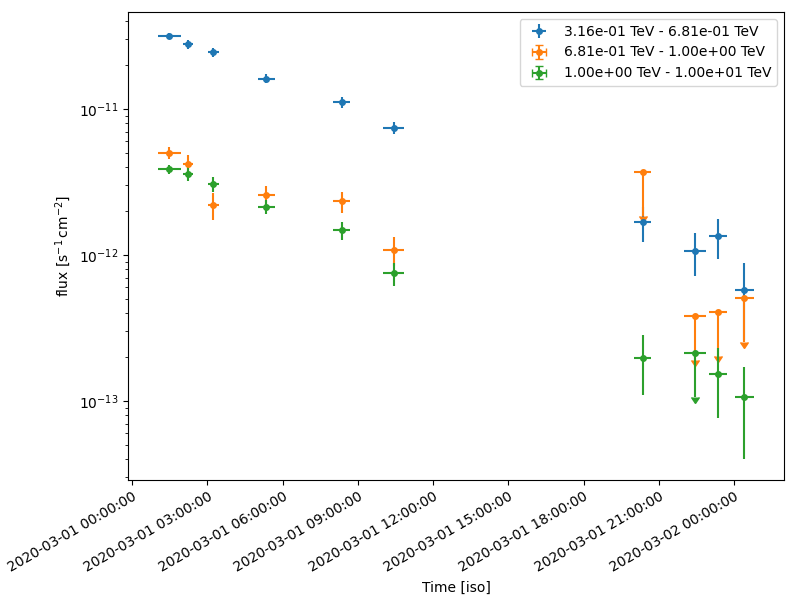 3.16e-01 TeV - 6.81e-01 TeV
6.81e-01 TeV - 1.00e+00 TeV
1.00e+00 TeV - 1.00e+01 TeV
10⁻¹¹
10⁻¹²
10⁻¹³
flux [s⁻¹ cm⁻²]
2020-03-01 00:00:00
2020-03-01 03:00:00
2020-03-01 06:00:00
2020-03-01 09:00:00
2020-03-01 12:00:00
2020-03-01 15:00:00
2020-03-01 18:00:00
2020-03-01 21:00:00
2020-03-02 00:00:00
Time [iso]